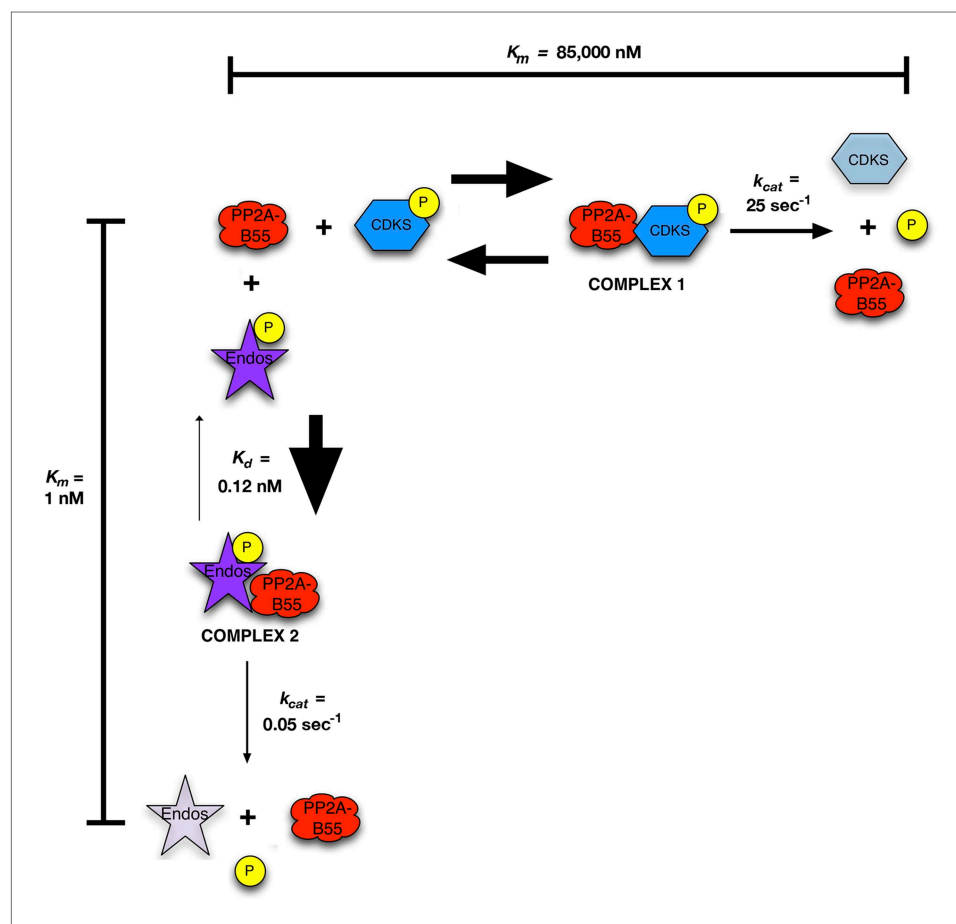 Km = 85,000 nM
CDKS
kcat =
25 sec-1
P
PP2A-
B55
+
CDKS
P
PP2A-
B55
CDKS
P
+
P
COMPLEX 1
PP2A-
B55
+
P
Endos
Km =
1 nM
Kd =
0.12 nM
P
Endos
PP2A-
B55
COMPLEX 2
kcat =
0.05 sec-1
Endos
+
PP2A-
B55
P